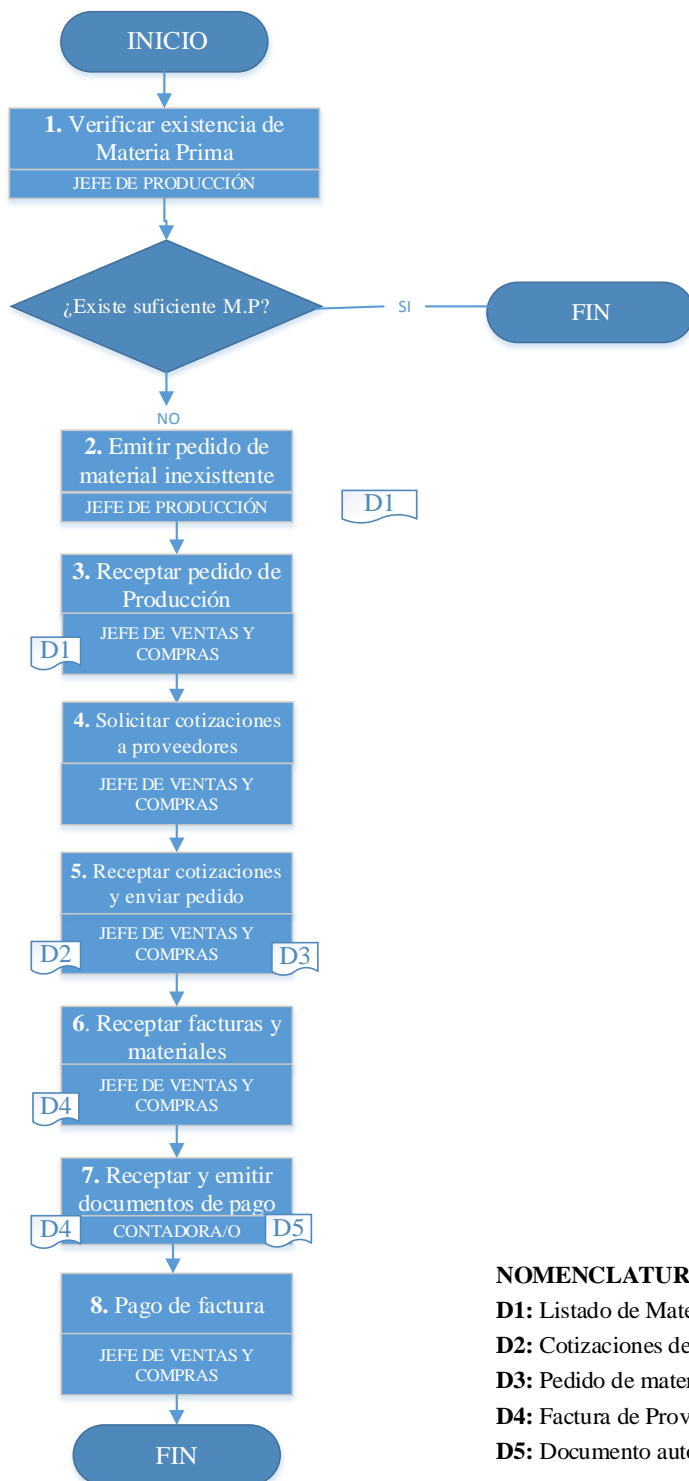 INICIO
1. Verificar existencia de
Materia Prima
JEFE DE PRODUCCIÓN
¿Existe suficiente M.P?
SI
FIN
NO
2. Emitir pedido de
material inexisttente
JEFE DE PRODUCCIÓN
D1
3. Receptar pedido de
Producción
JEFE DE VENTAS Y
COMPRAS
D1
4. Solicitar cotizaciones
a proveedores
JEFE DE VENTAS Y
COMPRAS
5. Receptar cotizaciones
y enviar pedido
JEFE DE VENTAS Y
COMPRAS
D2
D3
6. Receptar facturas y
materiales
JEFE DE VENTAS Y
COMPRAS
D4
7. Receptar y emitir
documentos de pago
CONTADORA/O
D4
D5
8. Pago de factura
JEFE DE VENTAS Y
COMPRAS
FIN
NOMENCLATUR
D1: Listado de Mate
D2: Cotizaciones de
D3: Pedido de mater
D4: Factura de Prov
D5: Documento auto